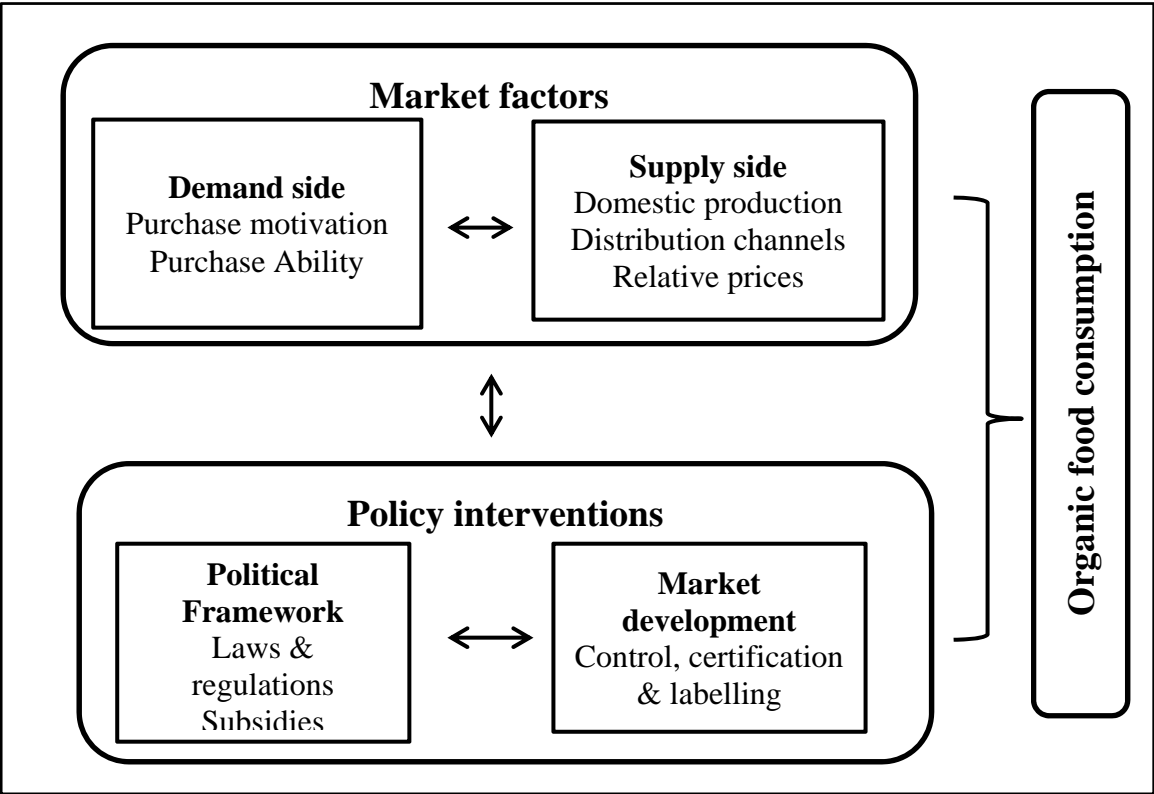 Market factors
Demand side
Purchase motivation
Purchase Ability
Supply side
Domestic production
Distribution channels
Relative prices
Policy interventions
Political
Framework
Laws &
regulations
Subsidies
Market
development
Control, certification
& labelling
Organic food consumption